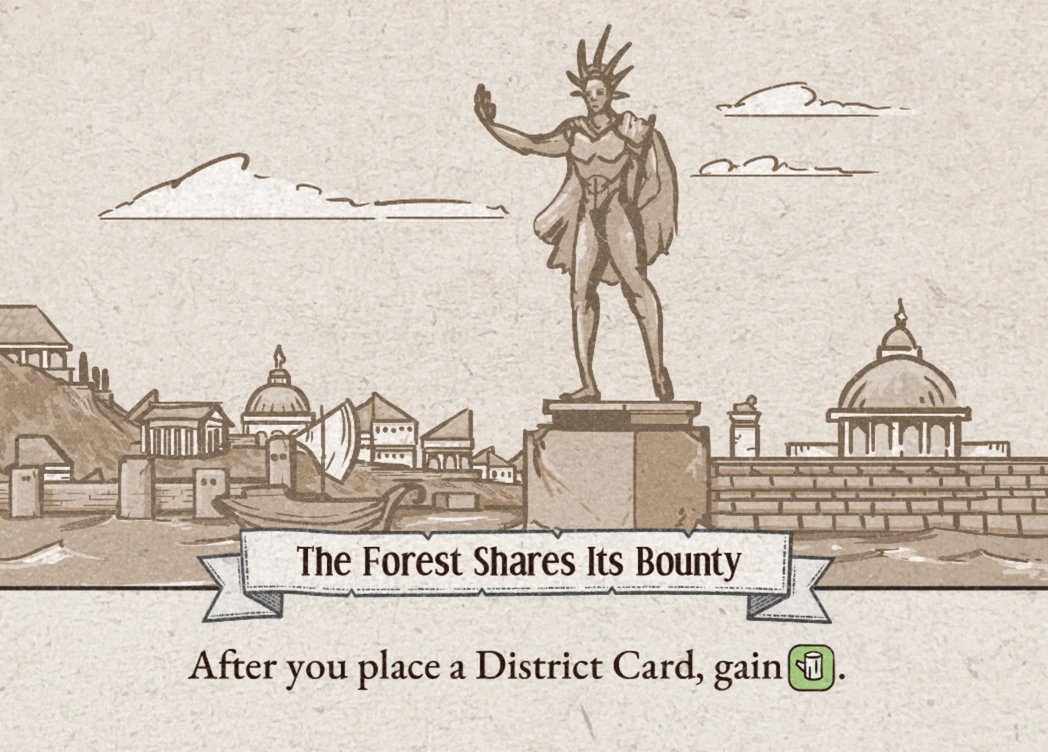 The Forest Shares Its Bounty
After you place a District Card, gain .